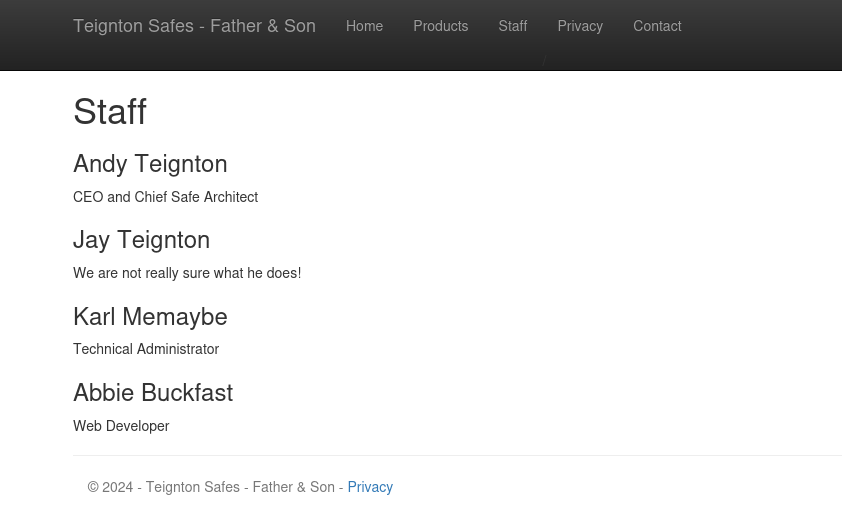 Teignton Safes - Father & Son Home Products Staff Privacy Contact
/
Staff
Andy Teignton
CEO and Chief Safe Architect
Jay Teignton
We are not really sure what he does!
Karl Memaybe
Technical Administrator
Abbie Buckfast
Web Developer
© 2024 - Teignton Safes - Father & Son - Privacy